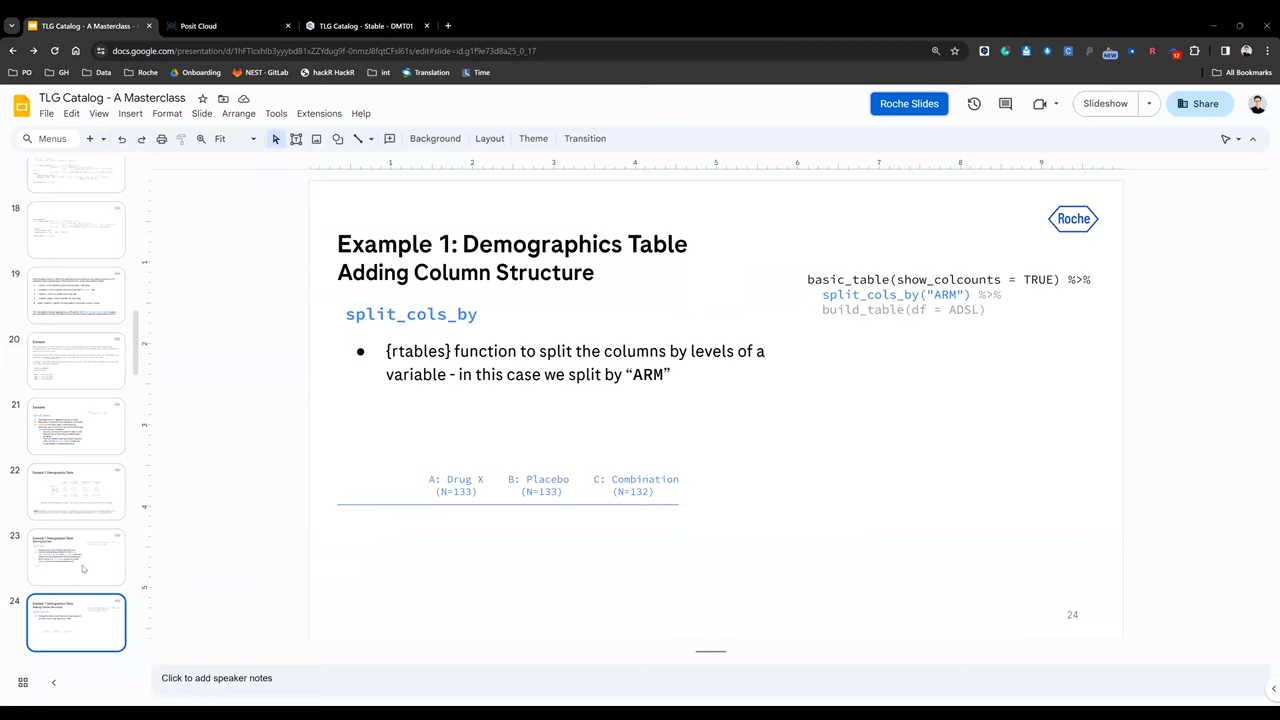 TLG Catalog - A Masterclass -
Posit Cloud
TLG Catalog - Stable - DMT01
docs.google.com/presentation/d/1hFTlcxhIb3yyybdB1xZZYdug9f-0nmzJ8fqtCFsl61s/edit#slide=id.g1f9e73d8a25_0_17
PO
GH
Data
Roche
Onboarding
NEST - GitLab
hackR HackR
int
Translation
Time
All Bookmarks
TLG Catalog - A Masterclass
File Edit View Insert Format Slide Arrange Tools Extensions Help
Roche Slides
Slideshow
Share
Menus
Fit
Background
Layout
Theme
Transition
18
19
20
21
22
23
24
Roche
Example 1: Demographics Table
Adding Column Structure
split_cols_by
split the columns by levels
variable - in this case we split by “ARM”
basic_table(show_colcounts = TRUE) %>%
split_cols_by("ARM") %>%
build_table(df = ADSL)
A: Drug X B: Placebo C: Combination
(N=133) (N=133) (N=132)
24
Click to add speaker notes